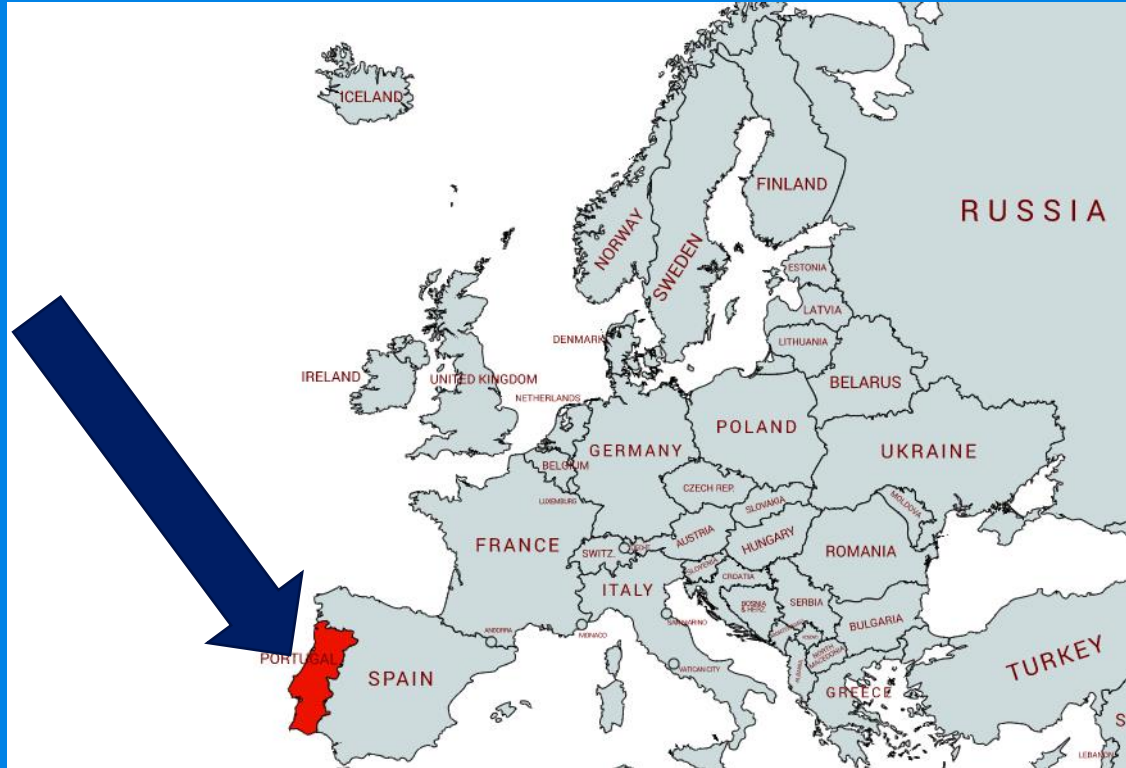 ICELAND
FINLAND
RUSSIA
NORWAY
SWEDEN
ESTONIA
LATVIA
DENMARK
LITHUANIA
IRELAND
UNITED KINGDOM
BELARUS
NETHERLANDS
POLAND
GERMANY
UKRAINE
BELGIUM
CZECH REP.
LUXEMBURG
SLOVAKIA
MOLDOVA
AUSTRIA
HUNGARY
FRANCE
SWITZ.
ROMANIA
SLOVENIA
CROATIA
ITALY
BOSNIA
& HERZ.
SERBIA
SAN MARINO
BULGARIA
ANDORRA
MONACO
PORTUGAL
NORTH
MACEDONIA
VATICAN CITY
SPAIN
TURKEY
GREECE
S
LEBANON